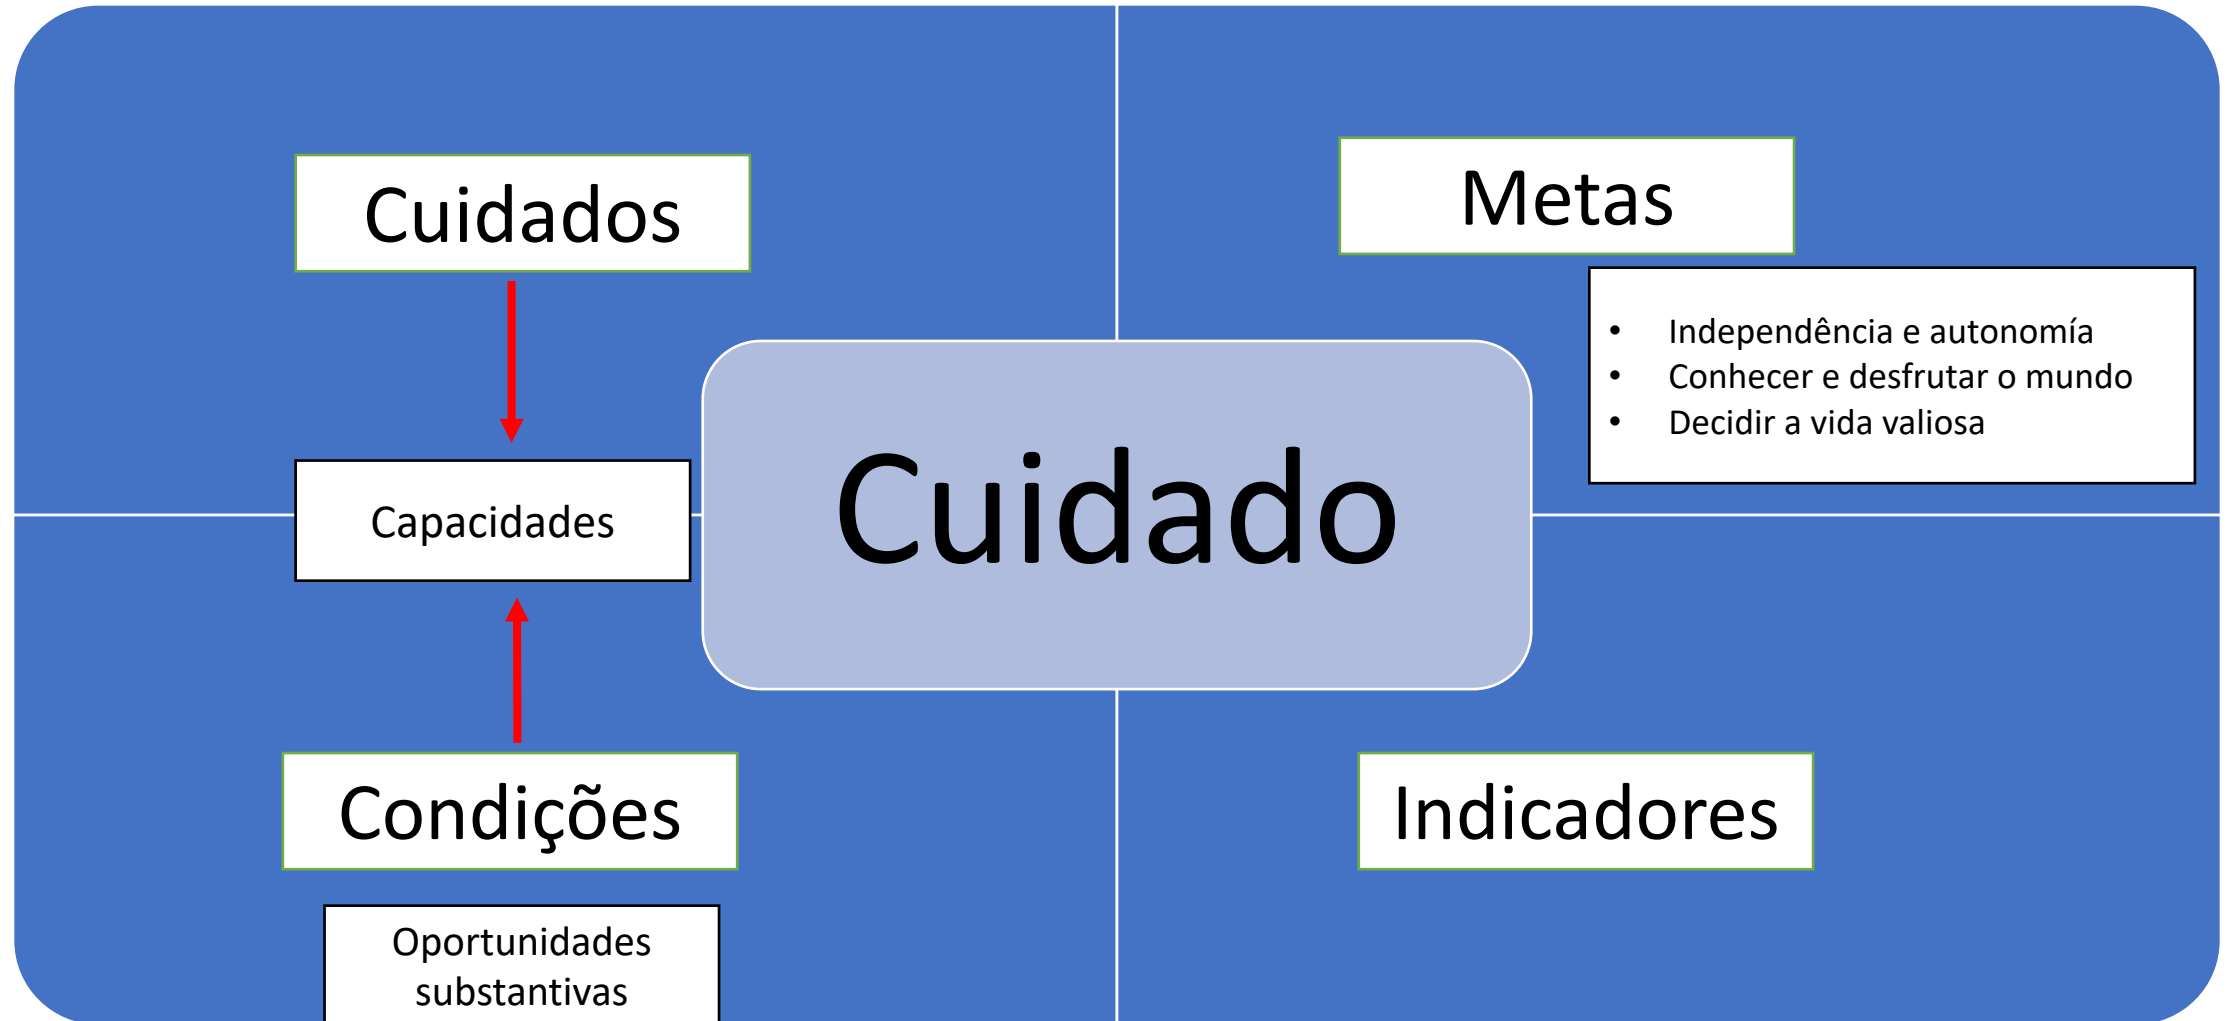 Cuidados
Metas
• Independência e autonomía
• Conhecer e desfrutar o mundo
• Decidir a vida valiosa
Cuidado
Capacidades
Condições
Indicadores
Oportunidades
substantivas